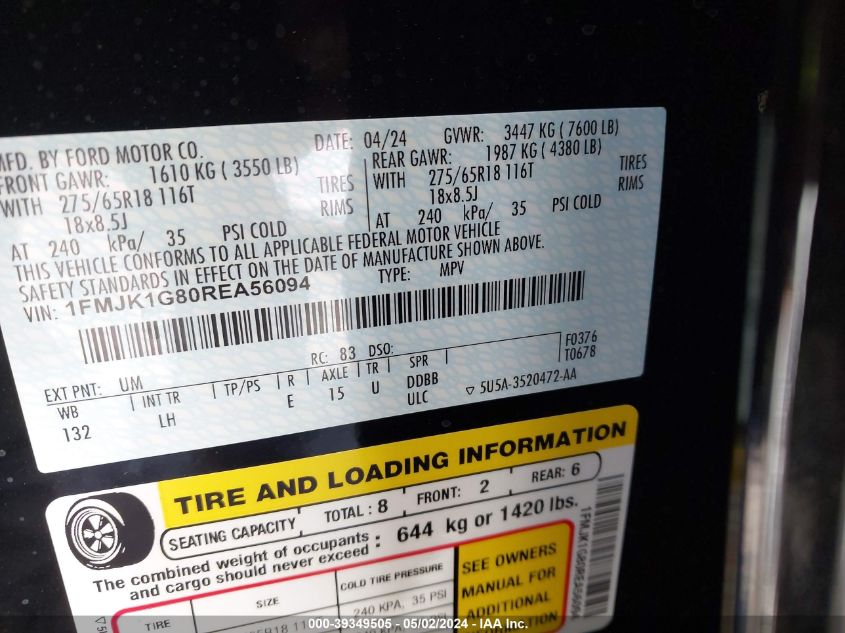 MFD. BY FORD MOTOR CO.
DATE: 04/24 GVWR: 3447 KG ( 7600 LB)
FRONT GAWR: 1610 KG ( 3550 LB)
REAR GAWR: 1987 KG ( 4380 LB)
WITH 275/65R18 116T TIRES
WITH 275/65R18 116T TIRES
18x8.5J RIMS
18x8.5J RIMS
AT 240 kPa/ 35 PSI COLD
AT 240 kPa/ 35 PSI COLD
THIS VEHICLE CONFORMS TO ALL APPLICABLE FEDERAL MOTOR VEHICLE
SAFETY STANDARDS IN EFFECT ON THE DATE OF MANUFACTURE SHOWN ABOVE.
VIN: 1FMJK1G80REA56094
TYPE: MPV
F0376
T0678
EXT PNT: UM RC: 83 DSO:
WB INT TR TP/PS R AXLE TR SPR
132 LH E 15 U DDBB
ULC ▽ 5U5A-3520472-AA
TIRE AND LOADING INFORMATION
SEATING CAPACITY TOTAL : 8 FRONT: 2 REAR: 6
The combined weight of occupants
and cargo should never exceed : 644 kg or 1420 lbs.
TIRE SIZE COLD TIRE PRESSURE
SEE OWNERS
MANUAL FOR
ADDITIONAL
240 KPA, 35 PSI
1FMJK1G80REA56094
000-39349505 - 05/02/2024 - IAA Inc.